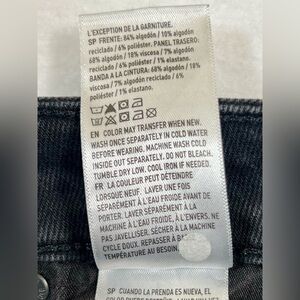 L'EXCEPTION DE LA GARNITURE.
SP FRENTE: 84% algodón / 10% algodón
reciclado / 6% poliéster. PANEL TRASERO:
68% algodón / 18% viscosa / 7% algodón
reciclado / 6% poliéster / 1% elastano.
BANDA A LA CINTURA: 68% algodón / 18%
viscosa / 7% algodón reciclado / 6%
poliéster / 1% elastano.
EN COLOR MAY TRANSFER WHEN NEW.
WASH ONCE SEPARATELY IN COLD WATER
BEFORE WEARING. MACHINE WASH COLD
INSIDE OUT SEPARATELY. DO NOT BLEACH.
TUMBLE DRY LOW. COOL IRON IF NEEDED.
FR LA COULEUR PEUT DÉTEINDRE
LORSQUE NEUF. LAVER UNE FOIS
SÉPARÉMENT À EAU FROIDE AVANT DE
PORTER. LAVER SÉPARÉMENT À LA
MACHINE À L'EAU FROIDE, À L'ENVERS. NE
PAS JAVELLISER. SÉCHER À MACHINE
CYCLE DOUX. REPASSER À BASSE
TEMPÉRATURE AU BESOIN.
SP CUANDO LA PRENDA ES NUEVA, EL